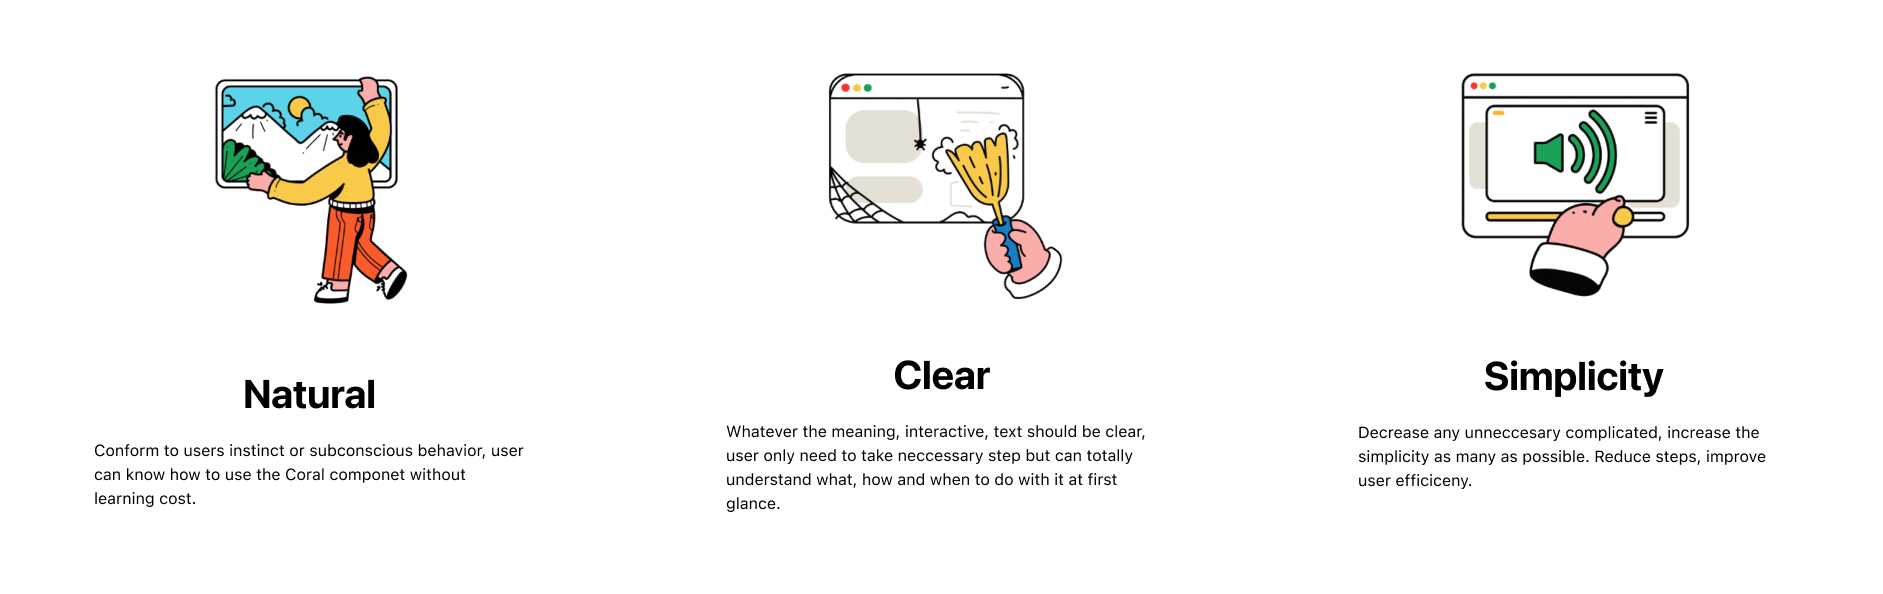 Natural
Conform to users instinct or subconscious behavior, user
can know how to use the Coral componet without
learning cost.
Clear
Whatever the meaning, interactive, text should be clear,
user only need to take neccessary step but can totally
understand what, how and when to do with it at first
glance.
Simplicity
Decrease any unneccesary complicated, increase the
simplicity as many as possible. Reduce steps, improve
user efficiceny.